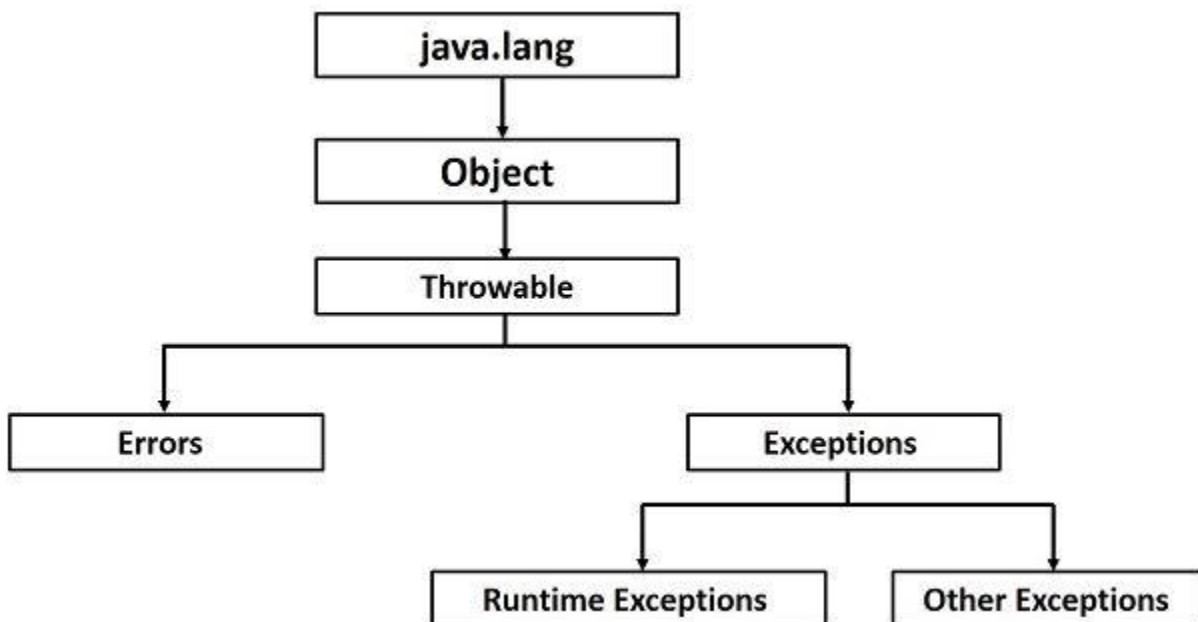 java.lang
Object
Throwable
Errors
Exceptions
Runtime Exceptions
Other Exceptions